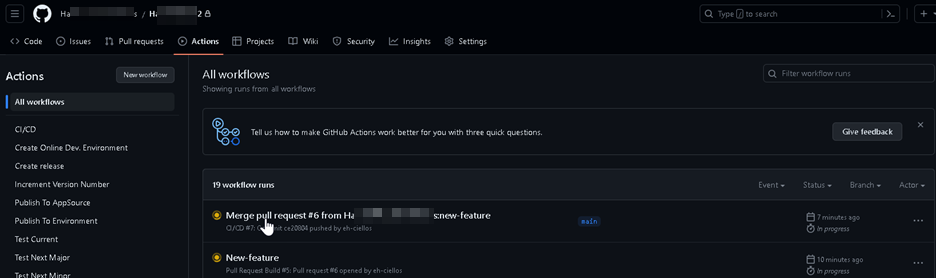 Ha / Ha 2
Type / to search
Code Issues Pull requests Actions Projects Wiki Security Insights Settings
Actions
New workflow
All workflows
CI/CD
Create Online Dev. Environment
Create release
Increment Version Number
Publish To AppSource
Publish To Environment
Test Current
Test Next Major
Test Next Minor
All workflows
Showing runs from all workflows
Filter workflow runs
Tell us how to make GitHub Actions work better for you with three quick questions.
Give feedback
19 workflow runs
Event Status Branch Actor
Merge pull request #6 from Ha s:new-feature
main
7 minutes ago
CI/CD #7: ce20804 pushed by eh-ciellos
In progress
New-feature
10 minutes ago
Pull Request Build #5: Pull request #6 opened by eh-ciellos
In progress